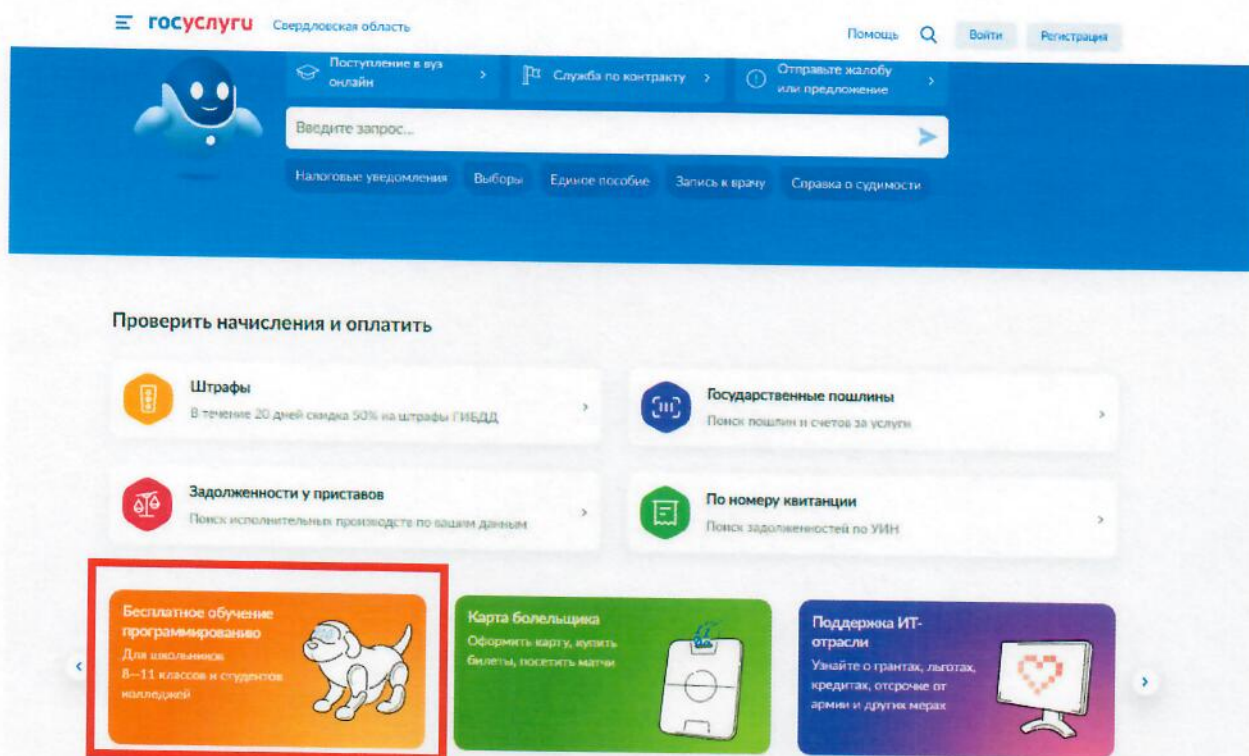 госуслуги Свердловская область Помощь Войти Регистрация
Поступление в вуз
онлайн
Служба по контракту
Отправьте жалобу
или предложение
Введите запрос...
Налоговые уведомления Выборы Единое пособие Запись к врачу Справка о судимости
Проверить начисления и оплатить
Штрафы
В течение 20 дней скидка 50% на штрафы ГИБДД
Государственные пошлины
Поиск пошлин и счетов за услуги
Задолженности у приставов
Поиск исполнительных производств по вашим данным
По номеру квитанции
Поиск задолженностей по УИН
Бесплатное обучение
программированию
Для школьников
8—11 классов и студентов
колледжей
Карта болельщика
Оформить карту, купить
билеты, посетить матчи
Поддержка ИТ-
отрасли
Узнайте о грантах, льготах,
кредитах, отсрочке от
армии и других мерах